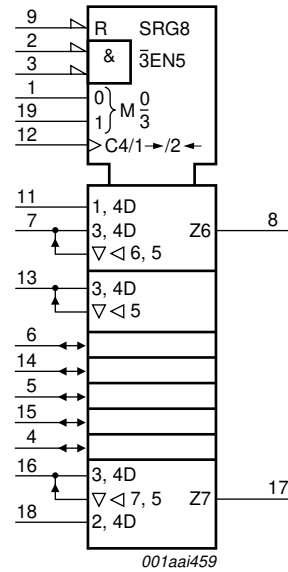 9 R SRG8
2 & 3̅EN5
3
1 0 } M 0/3
19 1
12 C4/1→/2←
11 1, 4D
7 3, 4D Z6 8
▽ ◁ 6, 5
13 3, 4D
▽ ◁ 5
6
14
5
15
4
16 3, 4D
▽ ◁ 7, 5 Z7 17
18 2, 4D
001aai459